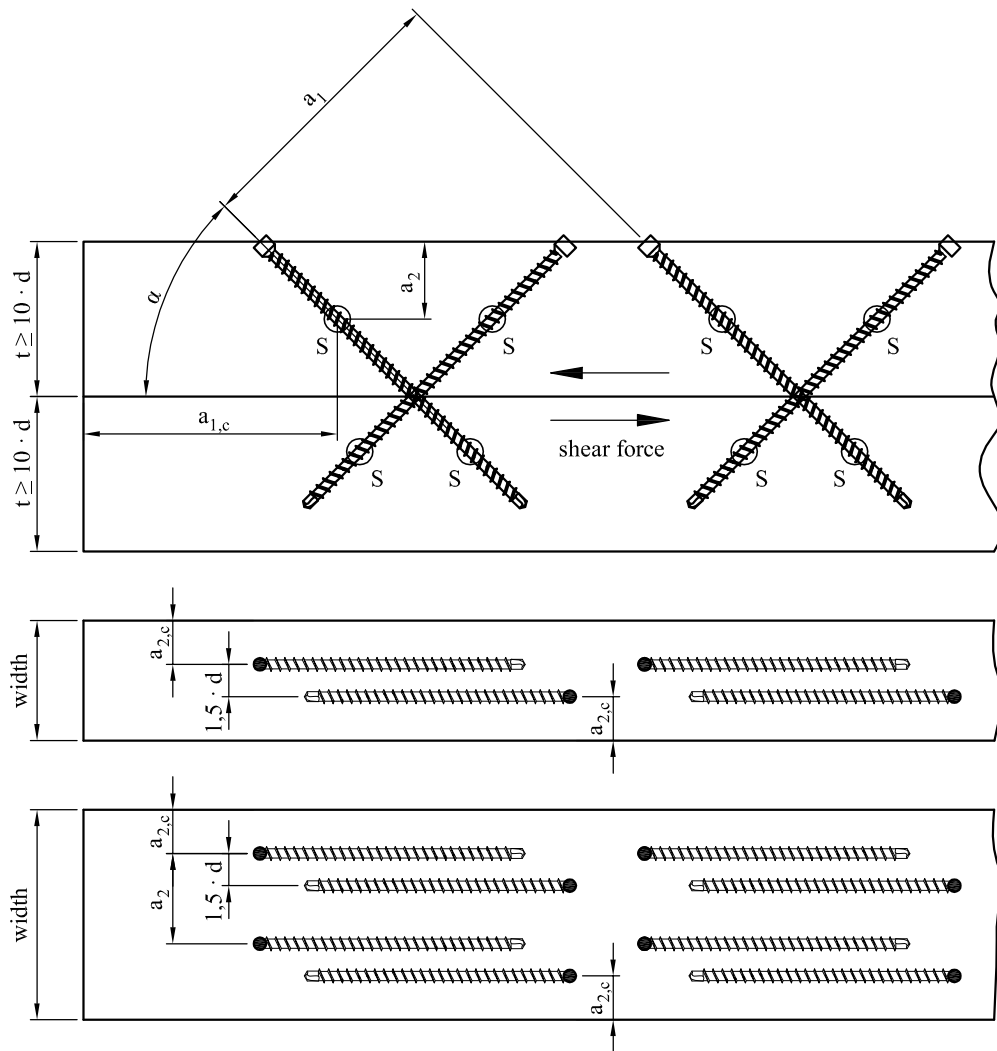 a1
α
a2
t ≥ 10 · d
S
S
S
S
a1,c
shear force
t ≥ 10 · d
S
S
S
S
a2,c
width
1,5 · d
a2,c
a2,c
width
a2
1,5 · d
a2,c